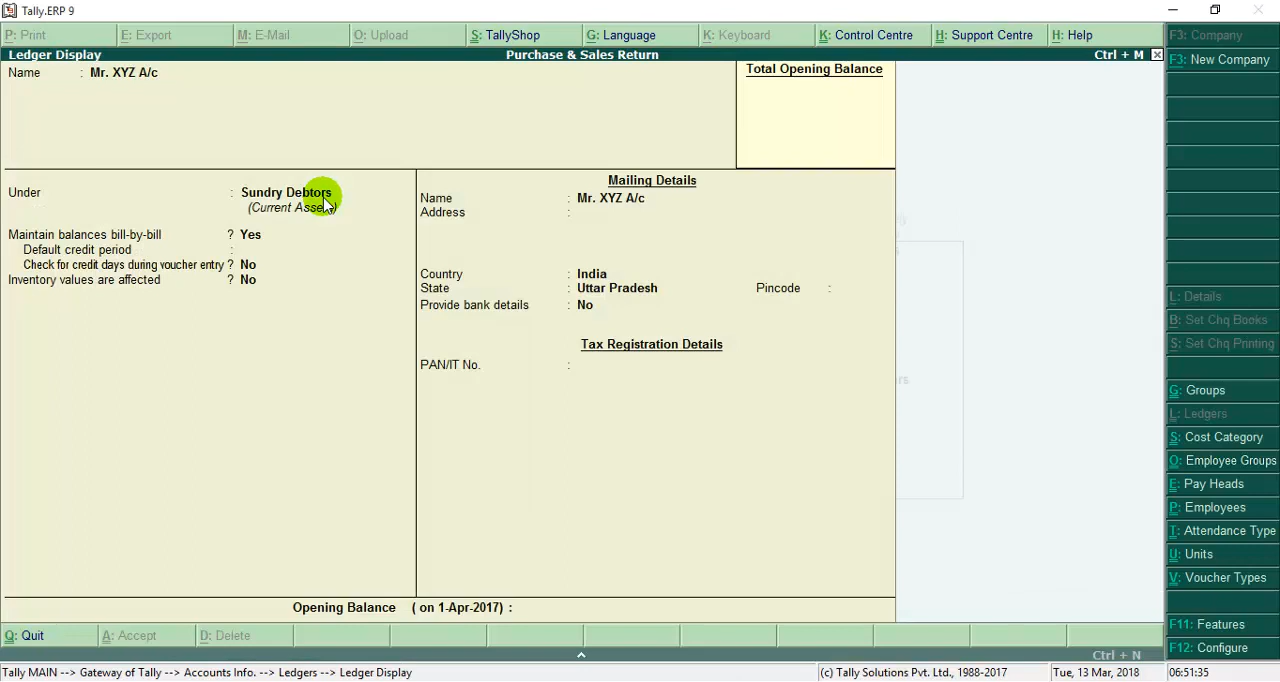 Tally.ERP 9
P: Print E: Export M: E-Mail O: Upload S: TallyShop G: Language K: Keyboard K: Control Centre H: Support Centre H: Help F3: Company
Ledger Display Purchase & Sales Return Ctrl + M
F3: New Company
Name : Mr. XYZ A/c Total Opening Balance
Under : Sundry Debtors
(Current Assets)
Maintain balances bill-by-bill ? Yes
Default credit period :
Check for credit days during voucher entry ? No
Inventory values are affected ? No
Mailing Details
Name : Mr. XYZ A/c
Address :
Country : India
State : Uttar Pradesh Pincode :
Provide bank details : No
Tax Registration Details
PAN/IT No. :
Opening Balance ( on 1-Apr-2017) :
L: Details
B: Set Chq Books
S: Set Chq Printing
G: Groups
L: Ledgers
S: Cost Category
O: Employee Groups
E: Pay Heads
P: Employees
T: Attendance Type
U: Units
V: Voucher Types
F11: Features
F12: Configure
Q: Quit A: Accept D: Delete
Ctrl + N
Tally MAIN --> Gateway of Tally --> Accounts Info. --> Ledgers --> Ledger Display (c) Tally Solutions Pvt. Ltd., 1988-2017 Tue, 13 Mar, 2018 06:51:35